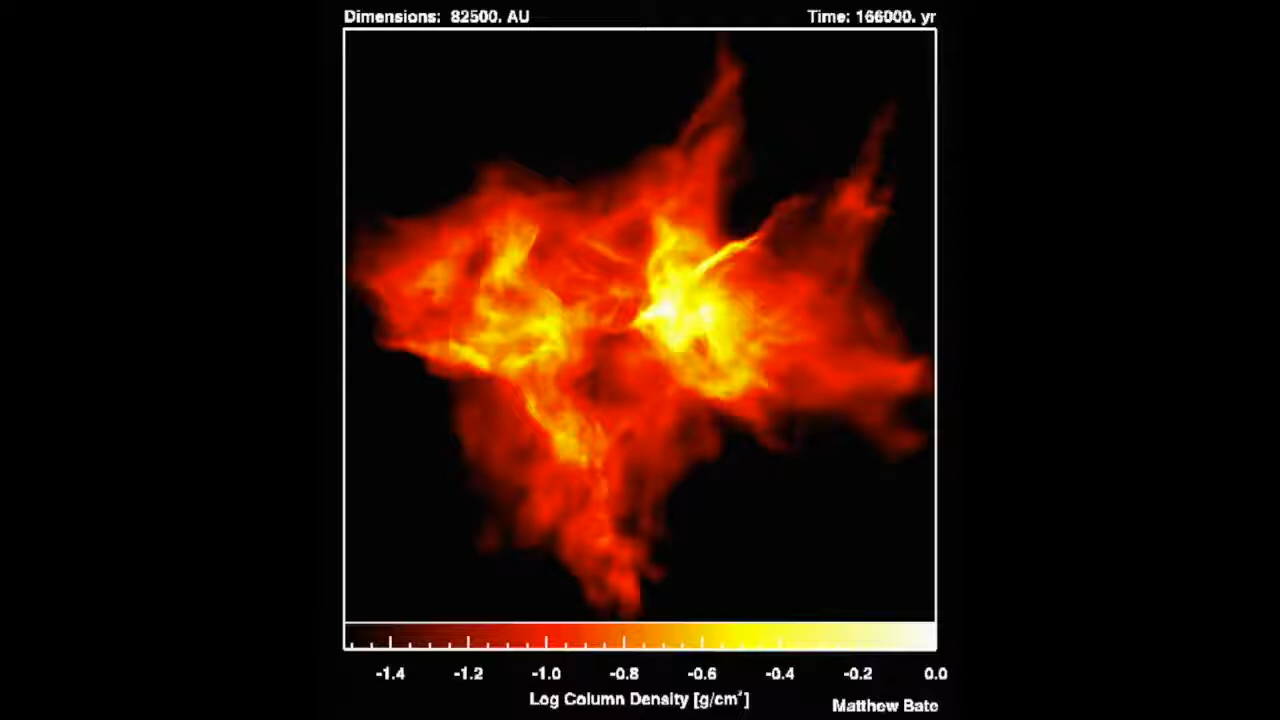 Dimensions: 82500. AU
Time: 166000. yr
-1.4 -1.2 -1.0 -0.8 -0.6 -0.4 -0.2 0.0
Log Column Density [g/cm²]
Matthew Bate